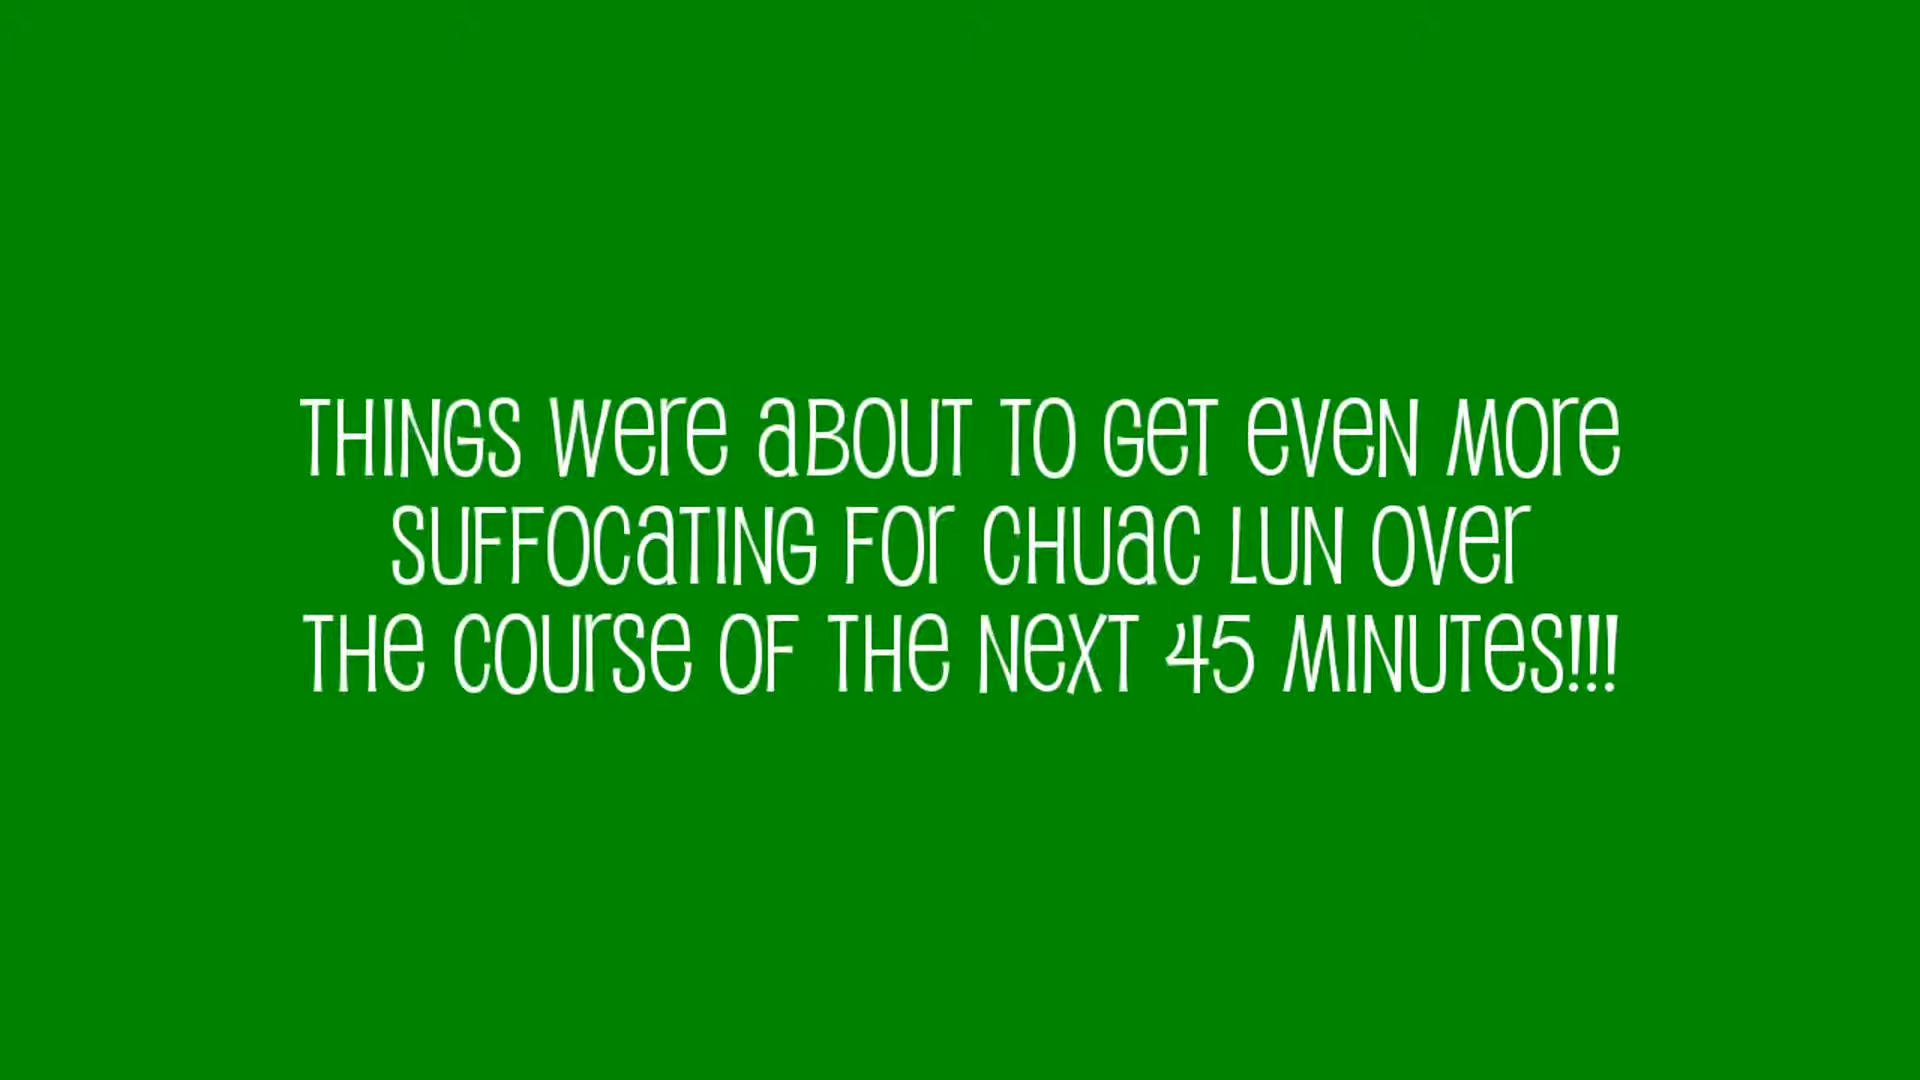 THINGS Were aBOUT TO GeT eveN More
SUFFOCaTING For CHUaC LUN Over
THe COUrSe OF THe NeXT 45 MINUTeS!!!